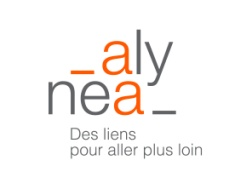 _aly
nea_
Des liens
pour aller plus loin